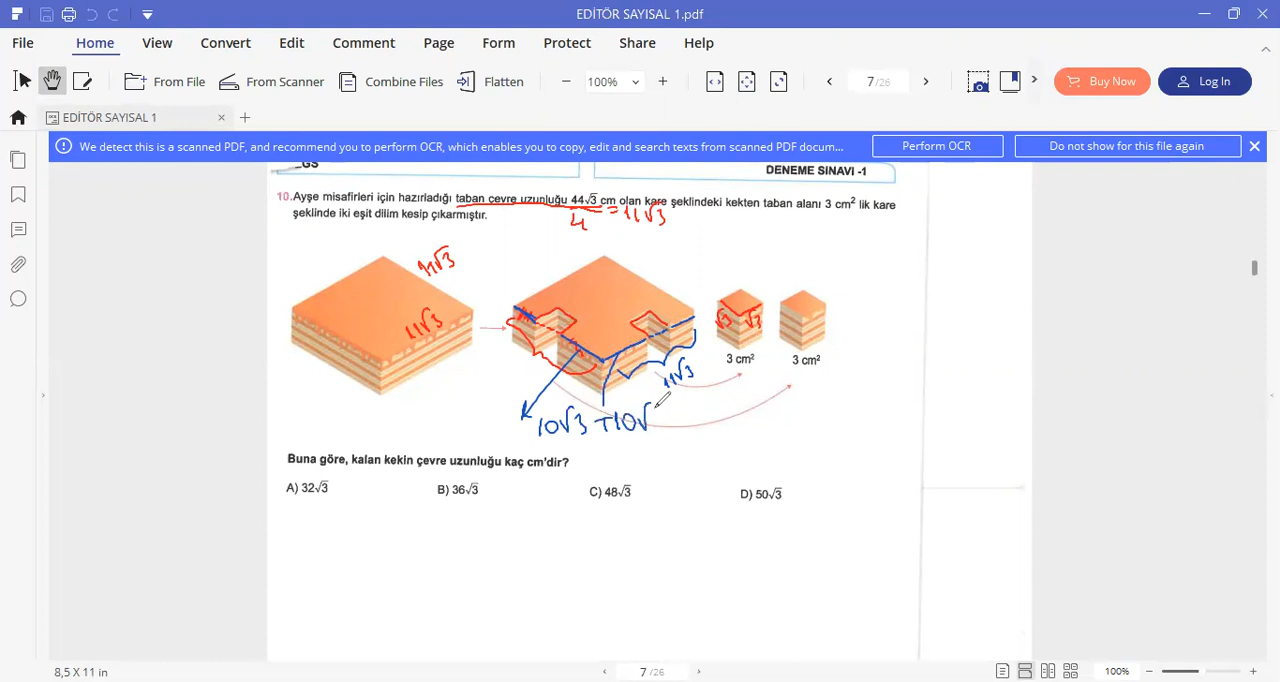 EDİTÖR SAYISAL 1.pdf
File Home View Convert Edit Comment Page Form Protect Share Help
From File From Scanner Combine Files Flatten 100% 7/26 Buy Now Log In
EDİTÖR SAYISAL 1
We detect this is a scanned PDF, and recommend you to perform OCR, which enables you to copy, edit and search texts from scanned PDF docum... Perform OCR Do not show for this file again
LGS DENEME SINAVI -1
10. Ayşe misafirleri için hazırladığı taban çevre uzunluğu 44√3 cm olan kare şeklindeki kekten taban alanı 3 cm² lik kare
şeklinde iki eşit dilim kesip çıkarmıştır.
4 = 11√3
11√3
11√3
√3 √3
3 cm² 3 cm²
11√3
10√3 + 10√
Buna göre, kalan kekin çevre uzunluğu kaç cm'dir?
A) 32√3 B) 36√3 C) 48√3 D) 50√3
8,5 X 11 in 7/26 100%